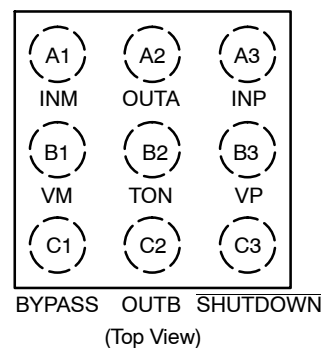 A1 A2 A3
INM OUTA INP
B1 B2 B3
VM TON VP
C1 C2 C3
BYPASS OUTB SHUTDOWN
(Top View)